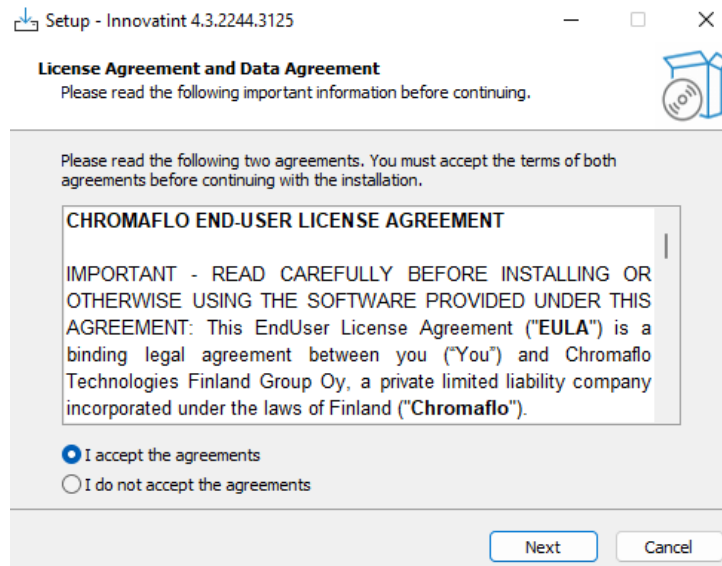 Setup - Innovatint 4.3.2244.3125
License Agreement and Data Agreement
Please read the following important information before continuing.
Please read the following two agreements. You must accept the terms of both
agreements before continuing with the installation.
CHROMAFLO END-USER LICENSE AGREEMENT
IMPORTANT - READ CAREFULLY BEFORE INSTALLING OR
OTHERWISE USING THE SOFTWARE PROVIDED UNDER THIS
AGREEMENT: This EndUser License Agreement ("EULA") is a
binding legal agreement between you (“You”) and Chromaflo
Technologies Finland Group Oy, a private limited liability company
incorporated under the laws of Finland ("Chromaflo").
I accept the agreements
I do not accept the agreements
Next Cancel